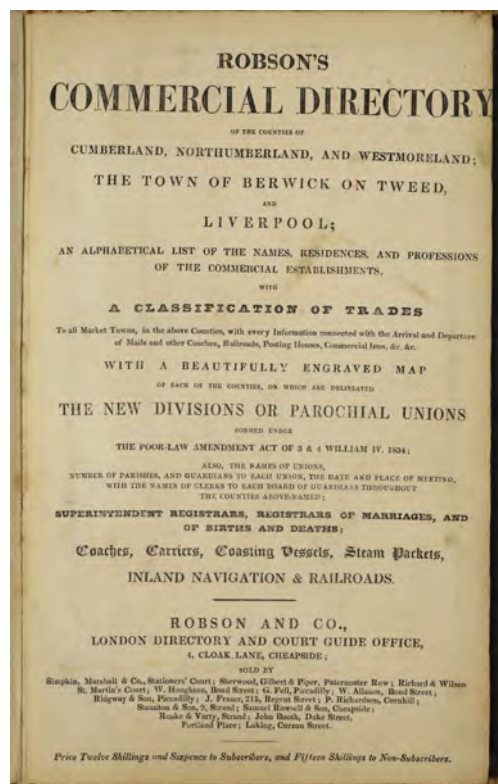 ROBSON'S
COMMERCIAL DIRECTORY
OF THE COUNTIES OF
CUMBERLAND, NORTHUMBERLAND, AND WESTMORELAND;
THE TOWN OF BERWICK ON TWEED,
AND
LIVERPOOL;
AN ALPHABETICAL LIST OF THE NAMES, RESIDENCES, AND PROFESSIONS
OF THE COMMERCIAL ESTABLISHMENTS,
WITH
A CLASSIFICATION OF TRADES
To all Market Towns, in the above Counties, with every Information connected with the Arrival and Departure
of Mails and other Coaches, Railroads, Posting Houses, Commercial Inns, &c. &c.
WITH A BEAUTIFULLY ENGRAVED MAP
OF EACH OF THE COUNTIES, ON WHICH ARE DELINEATED
THE NEW DIVISIONS OR PAROCHIAL UNIONS
FORMED UNDER
THE POOR-LAW AMENDMENT ACT OF 3 & 4 WILLIAM IV. 1834;
ALSO, THE NAMES OF UNIONS,
NUMBER OF PARISHES, AND GUARDIANS TO EACH UNION, THE DATE AND PLACE OF MEETING,
WITH THE NAMES OF CLERKS TO EACH BOARD OF GUARDIANS THROUGHOUT
THE COUNTIES ABOVE-NAMED;
SUPERINTENDENT REGISTRARS, REGISTRARS OF MARRIAGES, AND
OF BIRTHS AND DEATHS;
Coaches, Carriers, Coasting Vessels, Steam Packets,
INLAND NAVIGATION & RAILROADS.
ROBSON AND CO.,
LONDON DIRECTORY AND COURT GUIDE OFFICE,
4, CLOAK LANE, CHEAPSIDE;
SOLD BY
Simpkin, Marshall & Co., Stationers' Court; Sherwood, Gilbert & Piper, Paternoster Row; Richard & Wilson
St. Martin's Court; W. Houghton, Bond Street; G. Fell, Piccadilly; W. Allason, Bond Street;
Ridgway & Son, Piccadilly; J. Fraser, 215, Regent Street; P. Richardson, Cornhill;
Staunton & Son, 9, Strand; Samuel Rowsell & Son, Cheapside;
Roake & Varty, Strand; John Booth, Duke Street,
Portland Place; Luking, Curzon Street.
Price Twelve Shillings and Sixpence to Subscribers, and Fifteen Shillings to Non-Subscribers.